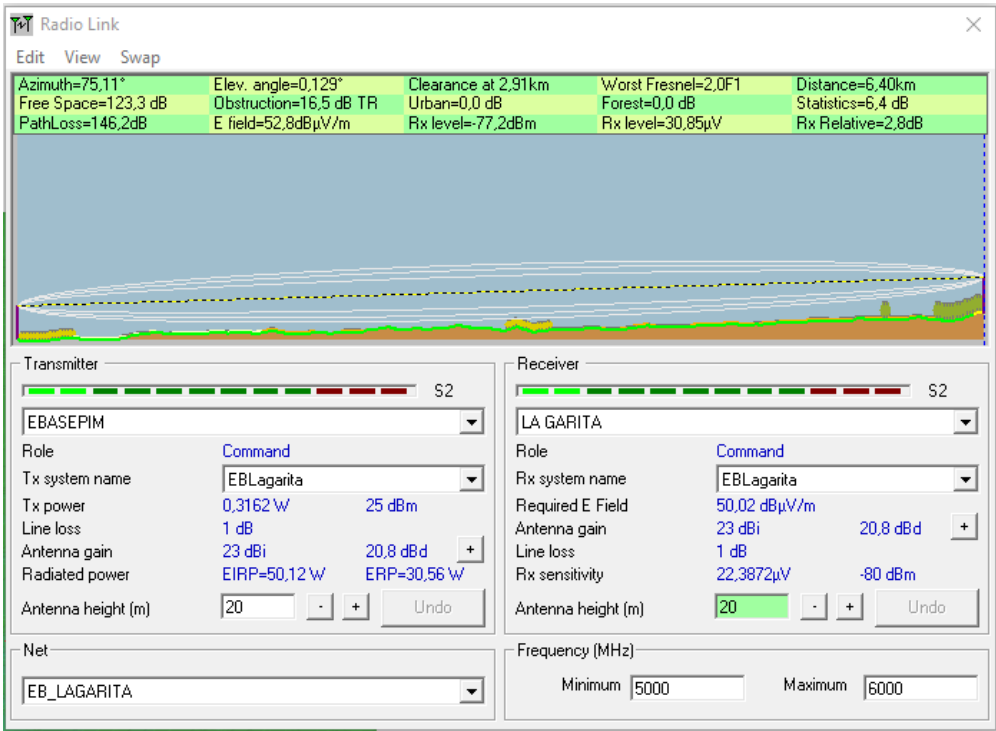 Radio Link
Edit View Swap
Azimuth=75,11° Elev. angle=0,129° Clearance at 2,91km Worst Fresnel=2,0F1 Distance=6,40km
Free Space=123,3 dB Obstruction=16,5 dB TR Urban=0,0 dB Forest=0,0 dB Statistics=6,4 dB
PathLoss=146,2dB E field=52,8dBµV/m Rx level=-77,2dBm Rx level=30,85µV Rx Relative=2,8dB
Transmitter
S2
EBASEPIM
Role Command
Tx system name EBLagarita
Tx power 0,3162 W 25 dBm
Line loss 1 dB
Antenna gain 23 dBi 20,8 dBd +
Radiated power EIRP=50,12 W ERP=30,56 W
Antenna height (m) 20 - + Undo
Receiver
S2
LA GARITA
Role Command
Rx system name EBLagarita
Required E Field 50,02 dBµV/m
Antenna gain 23 dBi 20,8 dBd +
Line loss 1 dB
Rx sensitivity 22,3872µV -80 dBm
Antenna height (m) 20 - + Undo
Net
EB_LAGARITA
Frequency (MHz)
Minimum 5000 Maximum 6000